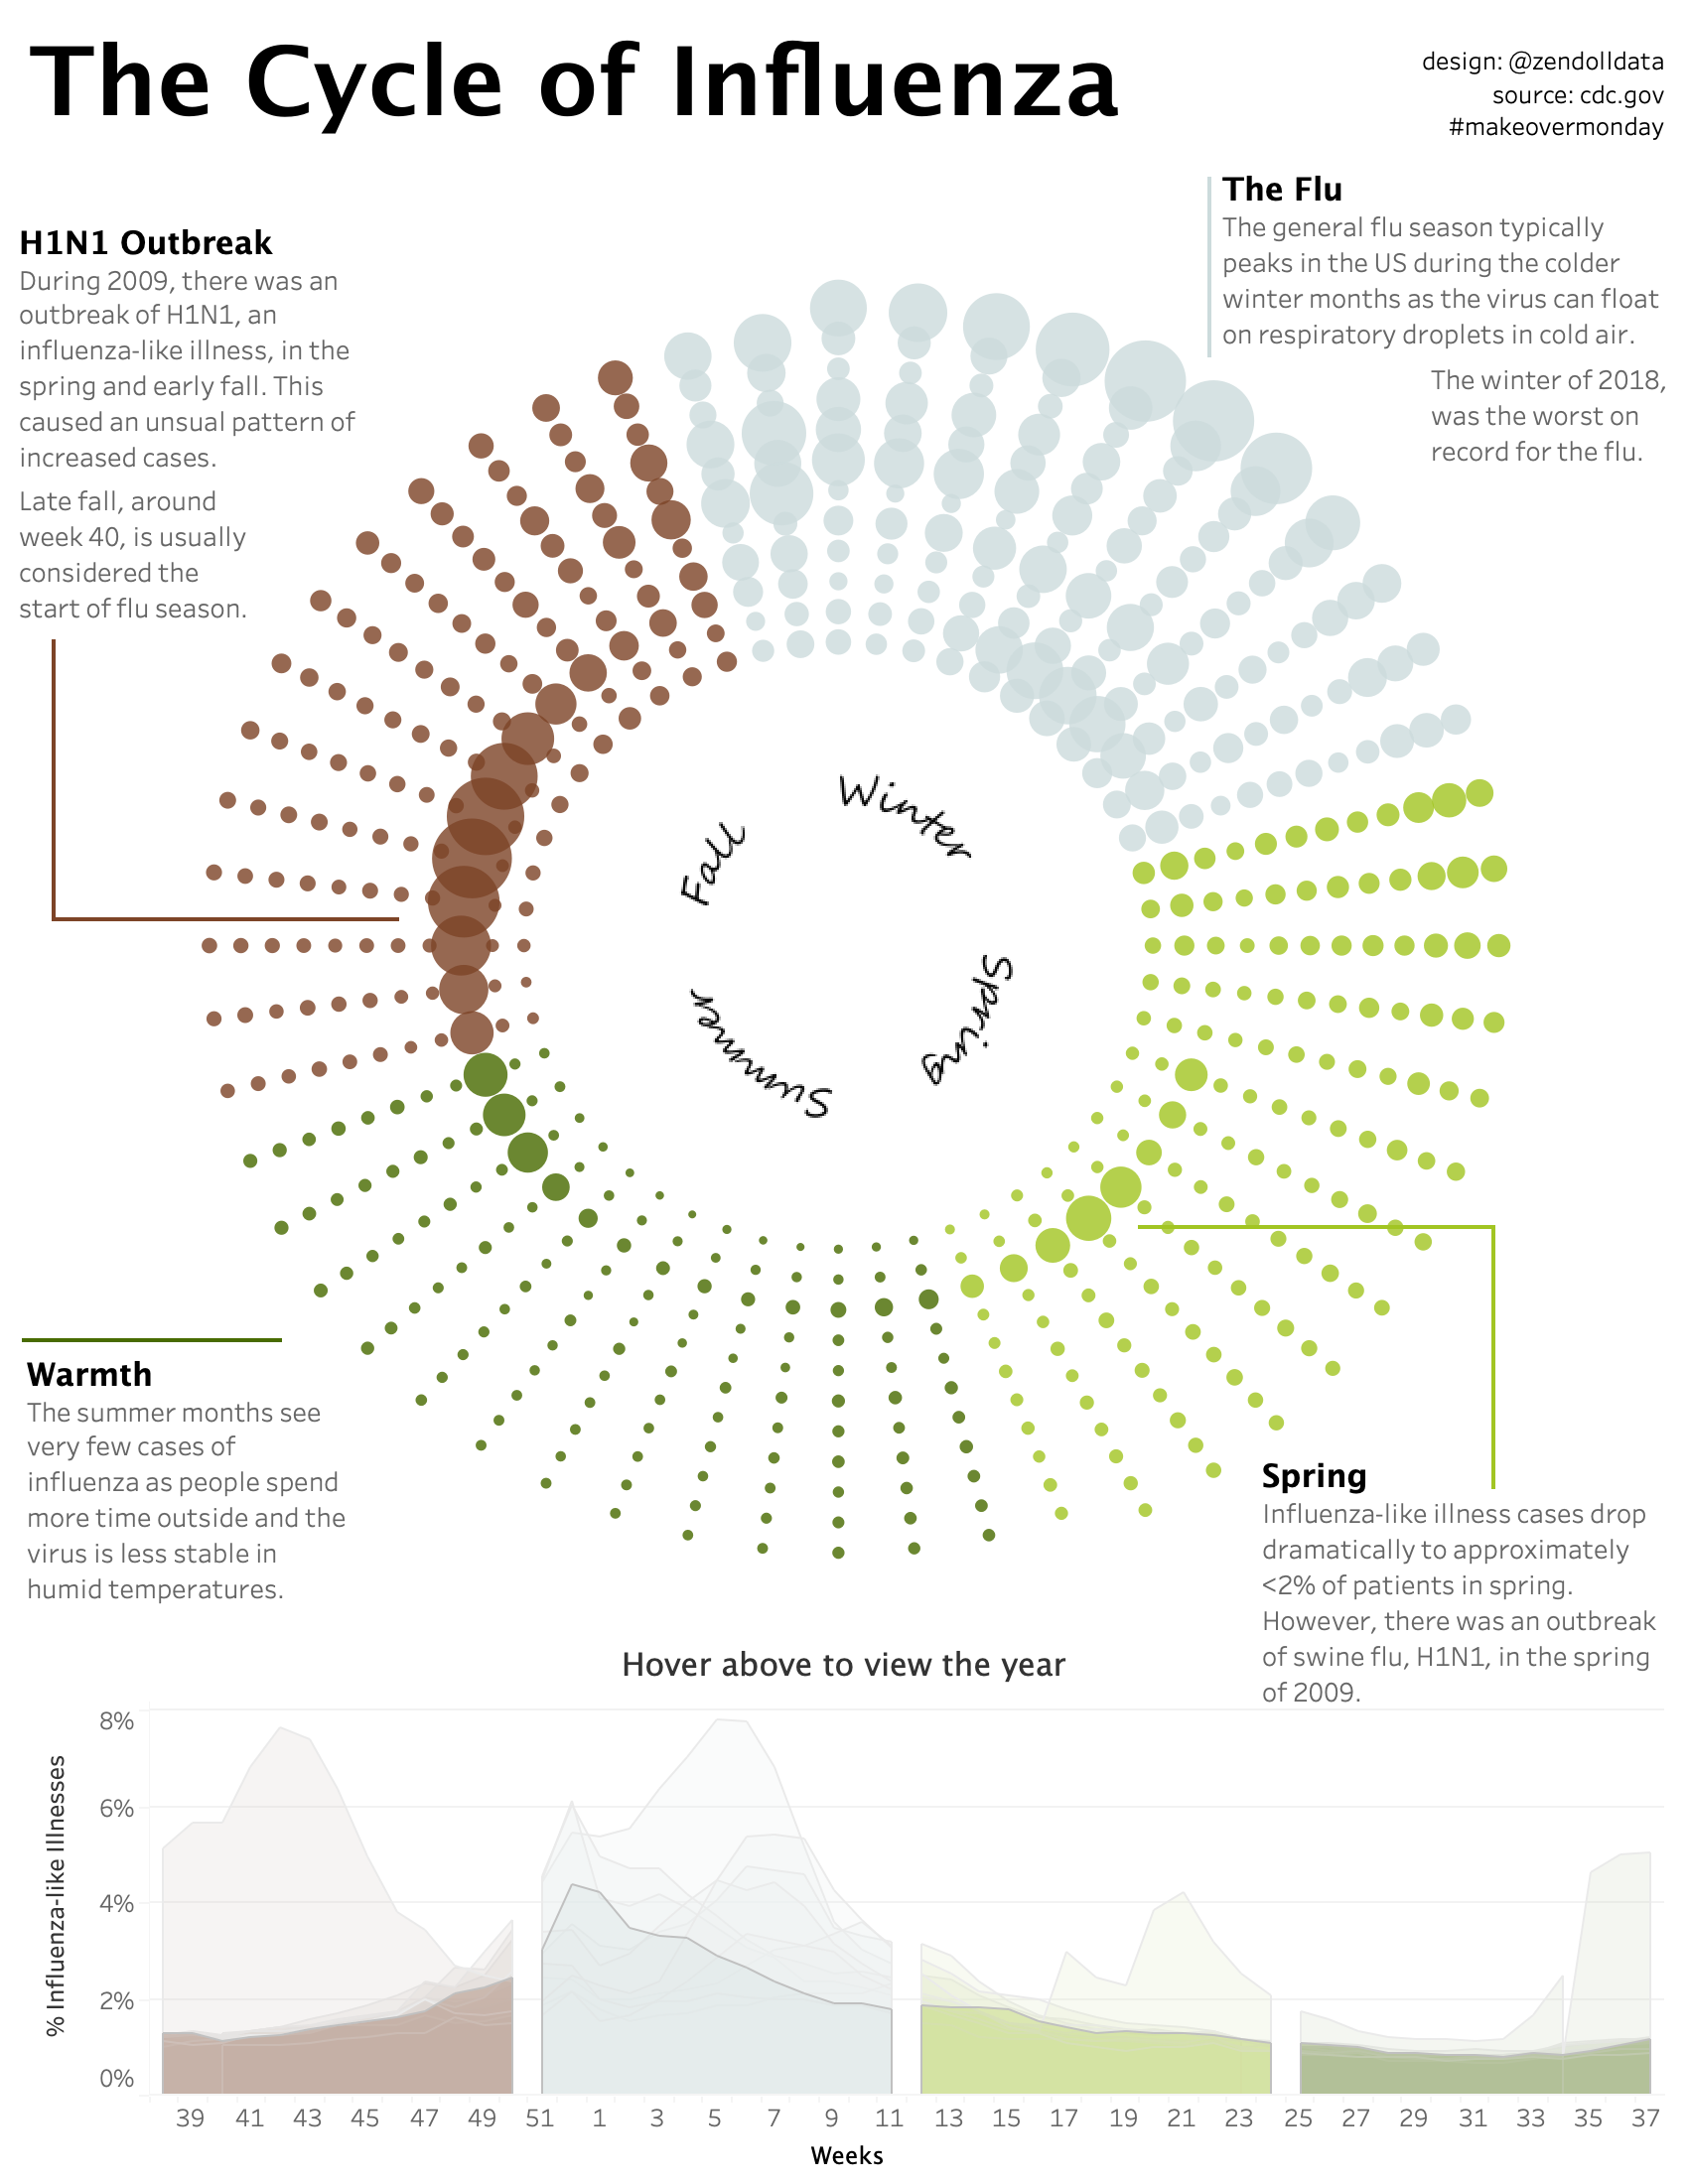 The Cycle of Influenza
design: @zendolldata
source: cdc.gov
#makeovermonday
The Flu
The general flu season typically
peaks in the US during the colder
winter months as the virus can float
on respiratory droplets in cold air.
The winter of 2018,
was the worst on
record for the flu.
H1N1 Outbreak
During 2009, there was an
outbreak of H1N1, an
influenza-like illness, in the
spring and early fall. This
caused an unsual pattern of
increased cases.
Late fall, around
week 40, is usually
considered the
start of flu season.
Winter
Fall
Spring
Summer
Warmth
The summer months see
very few cases of
influenza as people spend
more time outside and the
virus is less stable in
humid temperatures.
Spring
Influenza-like illness cases drop
dramatically to approximately
<2% of patients in spring.
However, there was an outbreak
of swine flu, H1N1, in the spring
of 2009.
Hover above to view the year
% Influenza-like Illlnesses
8%
6%
4%
2%
0%
39 41 43 45 47 49 51 1 3 5 7 9 11 13 15 17 19 21 23 25 27 29 31 33 35 37
Weeks